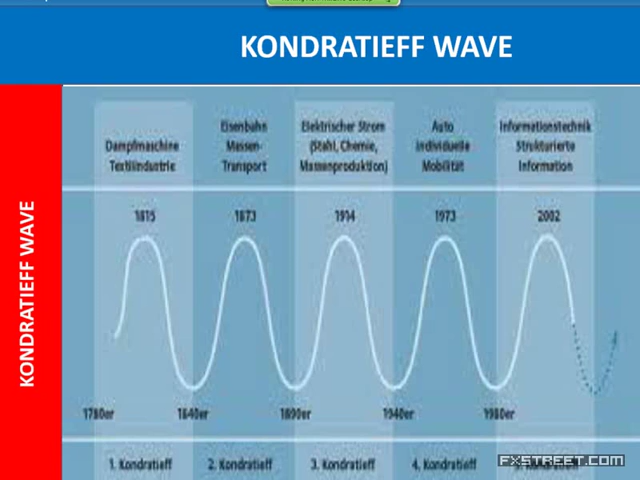 KONDRATIEFF WAVE
KONDRATIEFF WAVE
Dampfmaschine
Textilindustrie
Eisenbahn
Massen-
Transport
Elektrischer Strom
(Stahl, Chemie,
Massenproduktion)
Auto
Individuelle
Mobilität
Informationstechnik
Strukturierte
Information
1815
1873
1914
1973
2002
1780er
1840er
1890er
1940er
1980er
1. Kondratieff
2. Kondratieff
3. Kondratieff
4. Kondratieff
FXSTREET.COM